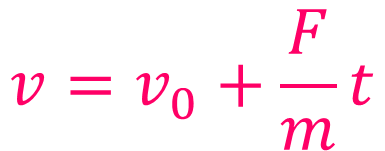 v = v₀ + F/m t